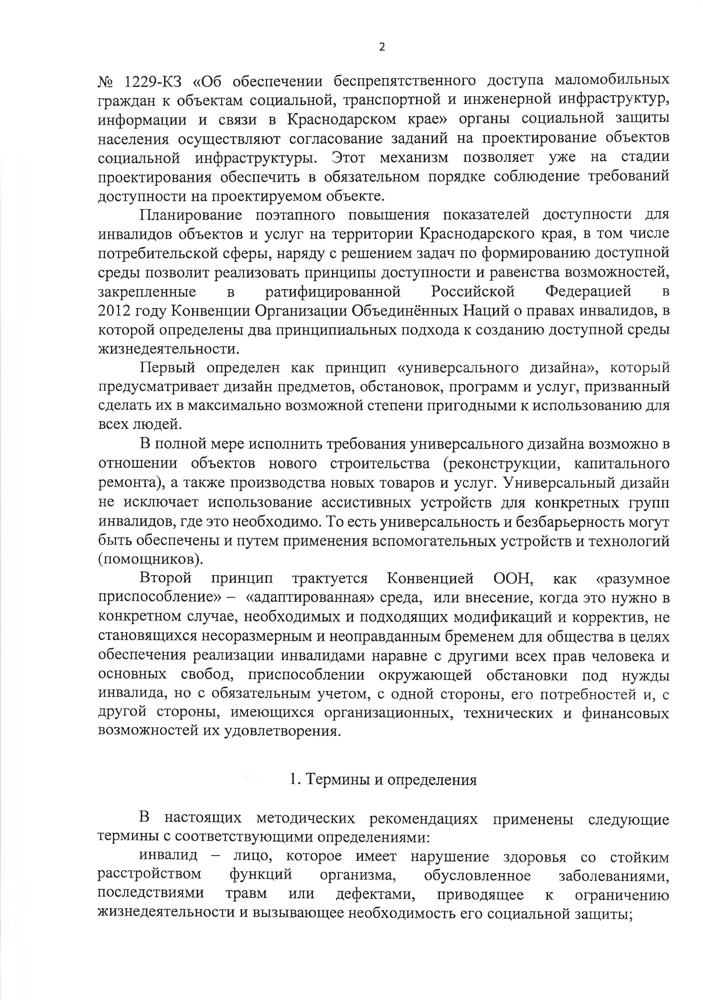 2
№ 1229-КЗ «Об обеспечении беспрепятственного доступа маломобильных
граждан к объектам социальной, транспортной и инженерной инфраструктур,
информации и связи в Краснодарском крае» органы социальной защиты
населения осуществляют согласование заданий на проектирование объектов
социальной инфраструктуры. Этот механизм позволяет уже на стадии
проектирования обеспечить в обязательном порядке соблюдение требований
доступности на проектируемом объекте.
Планирование поэтапного повышения показателей доступности для
инвалидов объектов и услуг на территории Краснодарского края, в том числе
потребительской сферы, наряду с решением задач по формированию доступной
среды позволит реализовать принципы доступности и равенства возможностей,
закрепленные в ратифицированной Российской Федерацией в
2012 году Конвенции Организации Объединённых Наций о правах инвалидов, в
которой определены два принципиальных подхода к созданию доступной среды
жизнедеятельности.
Первый определен как принцип «универсального дизайна», который
предусматривает дизайн предметов, обстановок, программ и услуг, призванный
сделать их в максимально возможной степени пригодными к использованию для
всех людей.
В полной мере исполнить требования универсального дизайна возможно в
отношении объектов нового строительства (реконструкции, капитального
ремонта), а также производства новых товаров и услуг. Универсальный дизайн
не исключает использование ассистивных устройств для конкретных групп
инвалидов, где это необходимо. То есть универсальность и безбарьерность могут
быть обеспечены и путем применения вспомогательных устройств и технологий
(помощников).
Второй принцип трактуется Конвенцией ООН, как «разумное
приспособление» – «адаптированная» среда, или внесение, когда это нужно в
конкретном случае, необходимых и подходящих модификаций и корректив, не
становящихся несоразмерным и неоправданным бременем для общества в целях
обеспечения реализации инвалидами наравне с другими всех прав человека и
основных свобод, приспособлении окружающей обстановки под нужды
инвалида, но с обязательным учетом, с одной стороны, его потребностей и, с
другой стороны, имеющихся организационных, технических и финансовых
возможностей их удовлетворения.
1. Термины и определения
В настоящих методических рекомендациях применены следующие
термины с соответствующими определениями:
инвалид – лицо, которое имеет нарушение здоровья со стойким
расстройством функций организма, обусловленное заболеваниями,
последствиями травм или дефектами, приводящее к ограничению
жизнедеятельности и вызывающее необходимость его социальной защиты;